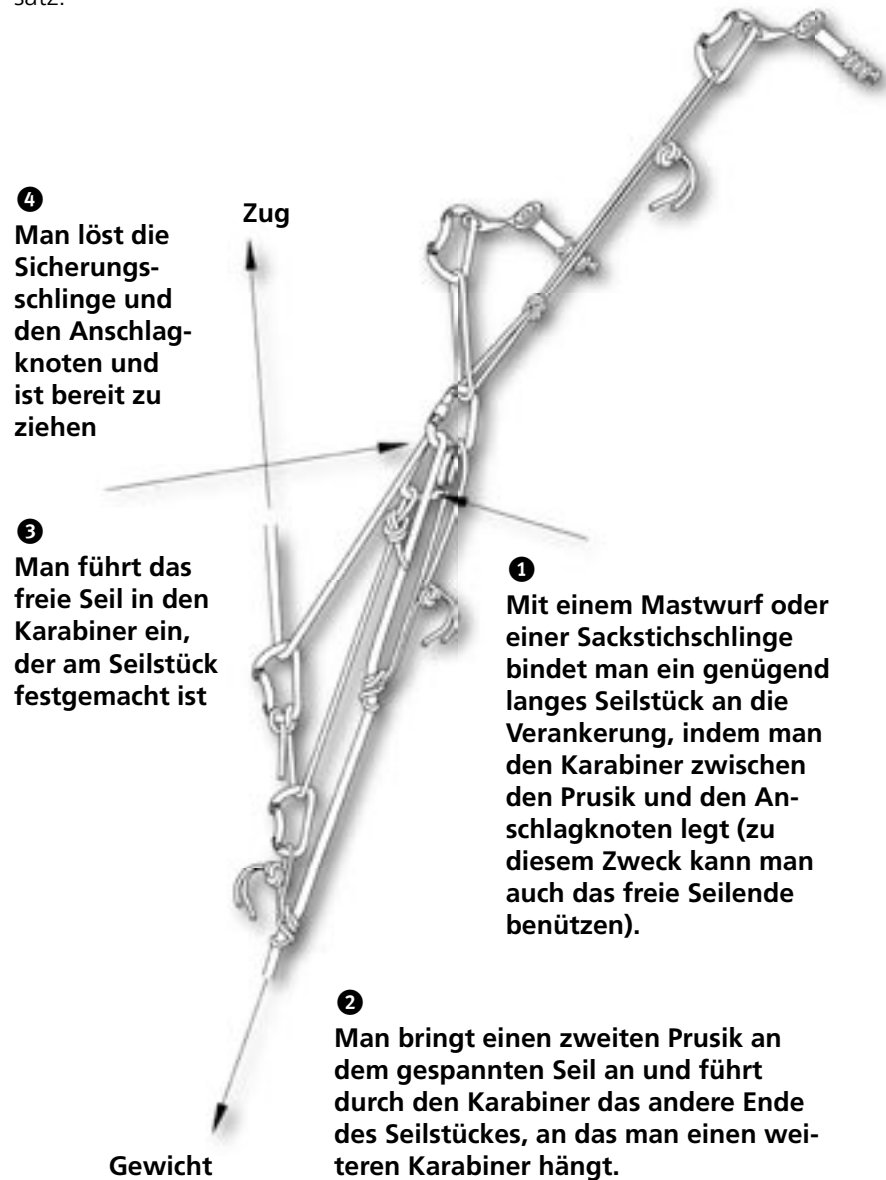 satz.
❹
Man löst die
Sicherungs-
schlinge und
den Anschlag-
knoten und
ist bereit zu
ziehen
Zug
❸
Man führt das
freie Seil in den
Karabiner ein,
der am Seilstück
festgemacht ist
❶
Mit einem Mastwurf oder
einer Sackstichschlinge
bindet man ein genügend
langes Seilstück an die
Verankerung, indem man
den Karabiner zwischen
den Prusik und den An-
schlagknoten legt (zu
diesem Zweck kann man
auch das freie Seilende
benützen).
❷
Man bringt einen zweiten Prusik an
dem gespannten Seil an und führt
durch den Karabiner das andere Ende
des Seilstückes, an das man einen wei-
teren Karabiner hängt.
Gewicht